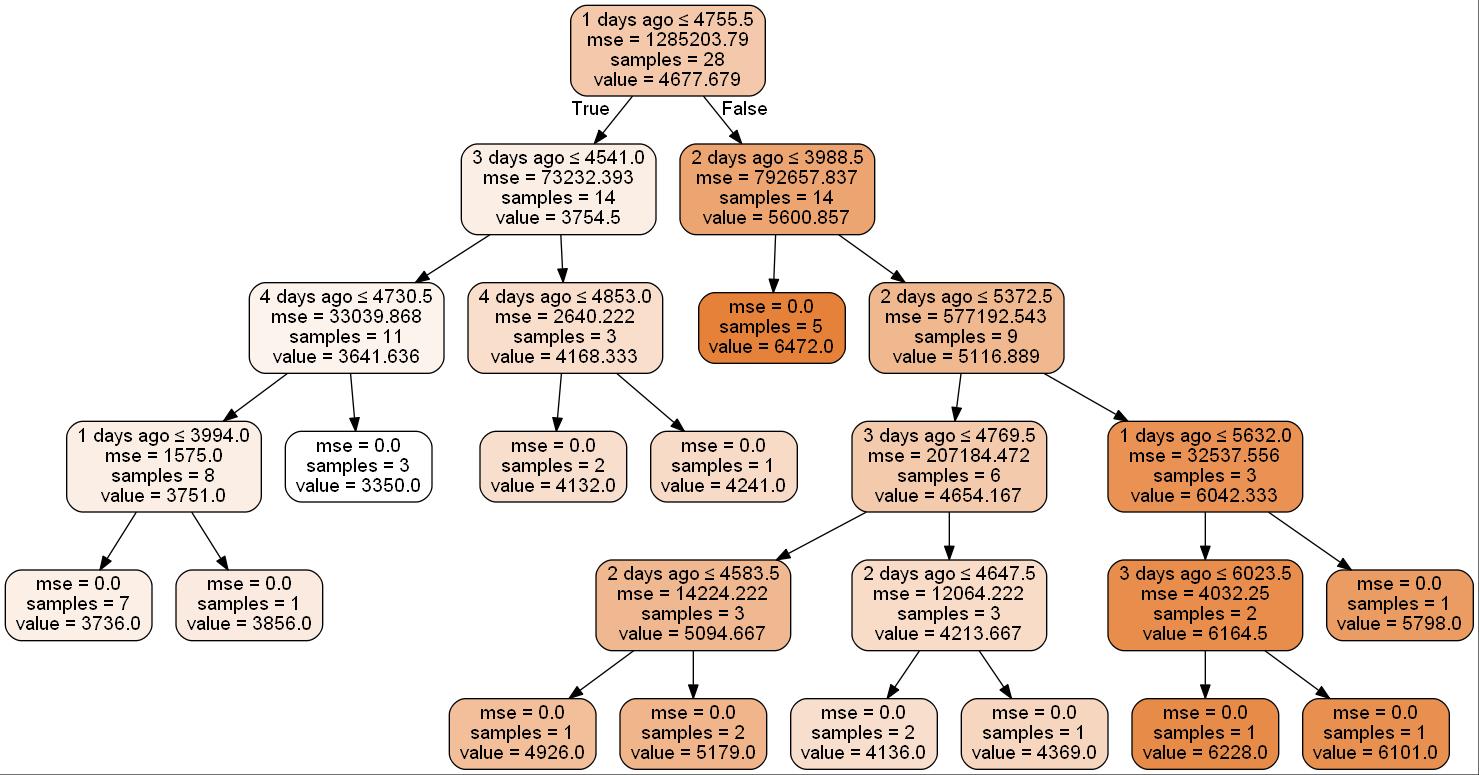 1 days ago ≤ 4755.5
mse = 1285203.79
samples = 28
value = 4677.679
True
False
3 days ago ≤ 4541.0
mse = 73232.393
samples = 14
value = 3754.5
2 days ago ≤ 3988.5
mse = 792657.837
samples = 14
value = 5600.857
4 days ago ≤ 4730.5
mse = 33039.868
samples = 11
value = 3641.636
4 days ago ≤ 4853.0
mse = 2640.222
samples = 3
value = 4168.333
mse = 0.0
samples = 5
value = 6472.0
2 days ago ≤ 5372.5
mse = 577192.543
samples = 9
value = 5116.889
1 days ago ≤ 3994.0
mse = 1575.0
samples = 8
value = 3751.0
mse = 0.0
samples = 3
value = 3350.0
mse = 0.0
samples = 2
value = 4132.0
mse = 0.0
samples = 1
value = 4241.0
3 days ago ≤ 4769.5
mse = 207184.472
samples = 6
value = 4654.167
1 days ago ≤ 5632.0
mse = 32537.556
samples = 3
value = 6042.333
mse = 0.0
samples = 7
value = 3736.0
mse = 0.0
samples = 1
value = 3856.0
2 days ago ≤ 4583.5
mse = 14224.222
samples = 3
value = 5094.667
2 days ago ≤ 4647.5
mse = 12064.222
samples = 3
value = 4213.667
3 days ago ≤ 6023.5
mse = 4032.25
samples = 2
value = 6164.5
mse = 0.0
samples = 1
value = 5798.0
mse = 0.0
samples = 1
value = 4926.0
mse = 0.0
samples = 2
value = 5179.0
mse = 0.0
samples = 2
value = 4136.0
mse = 0.0
samples = 1
value = 4369.0
mse = 0.0
samples = 1
value = 6228.0
mse = 0.0
samples = 1
value = 6101.0